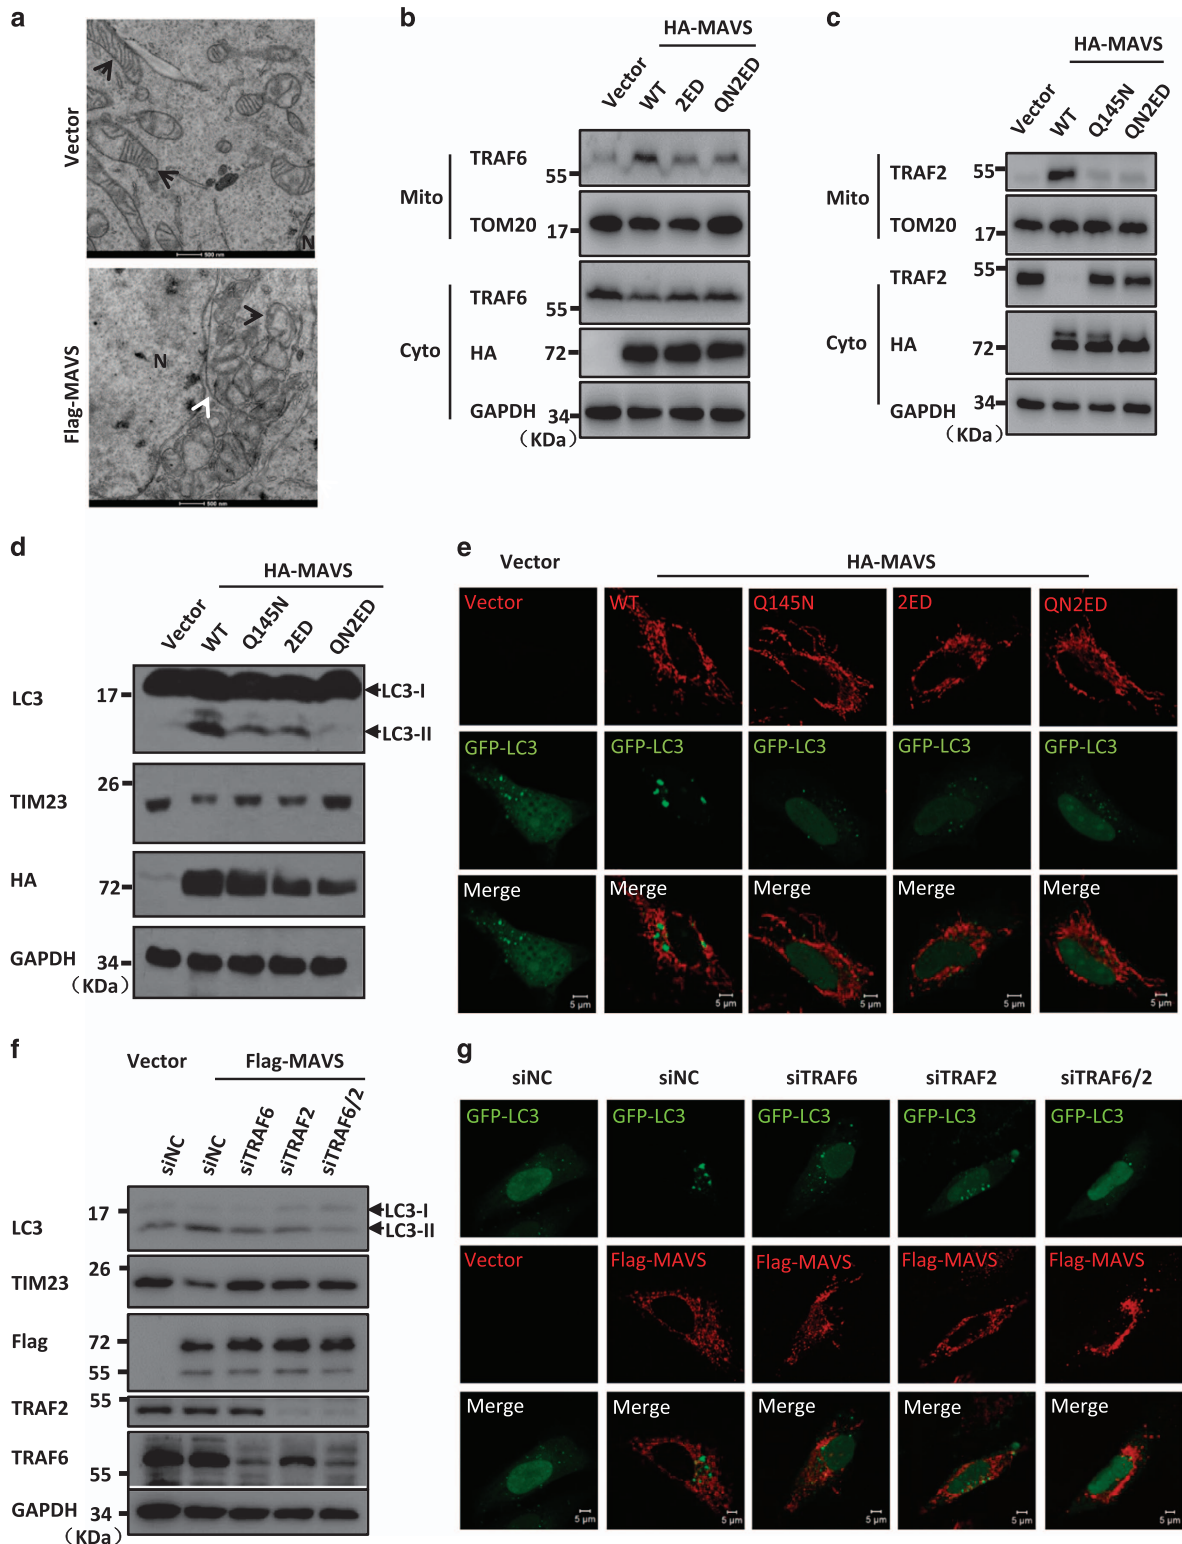 a
Vector
N
500 nm
Flag-MAVS
N
500 nm
b
HA-MAVS
Vector
WT
2ED
QN2ED
Mito
TRAF6
55
TOM20
17
Cyto
TRAF6
55
HA
72
GAPDH
34
(KDa)
c
HA-MAVS
Vector
WT
Q145N
QN2ED
Mito
TRAF2
55
TOM20
17
Cyto
TRAF2
55
HA
72
GAPDH
34
(KDa)
d
HA-MAVS
Vector
WT
Q145N
2ED
QN2ED
LC3
17
LC3-I
LC3-II
TIM23
26
HA
72
GAPDH
34
(KDa)
e
Vector
HA-MAVS
Vector
WT
Q145N
2ED
QN2ED
GFP-LC3
GFP-LC3
GFP-LC3
GFP-LC3
GFP-LC3
Merge
Merge
Merge
Merge
Merge
5 μm
5 μm
5 μm
5 μm
5 μm
f
Vector
Flag-MAVS
siNC
siNC
siTRAF6
siTRAF2
siTRAF6/2
LC3
17
LC3-I
LC3-II
TIM23
26
Flag
72
55
TRAF2
55
TRAF6
55
GAPDH
34
(KDa)
g
siNC
siNC
siTRAF6
siTRAF2
siTRAF6/2
GFP-LC3
GFP-LC3
GFP-LC3
GFP-LC3
GFP-LC3
Vector
Flag-MAVS
Flag-MAVS
Flag-MAVS
Flag-MAVS
Merge
Merge
Merge
Merge
Merge
5 μm
5 μm
5 μm
5 μm
5 μm